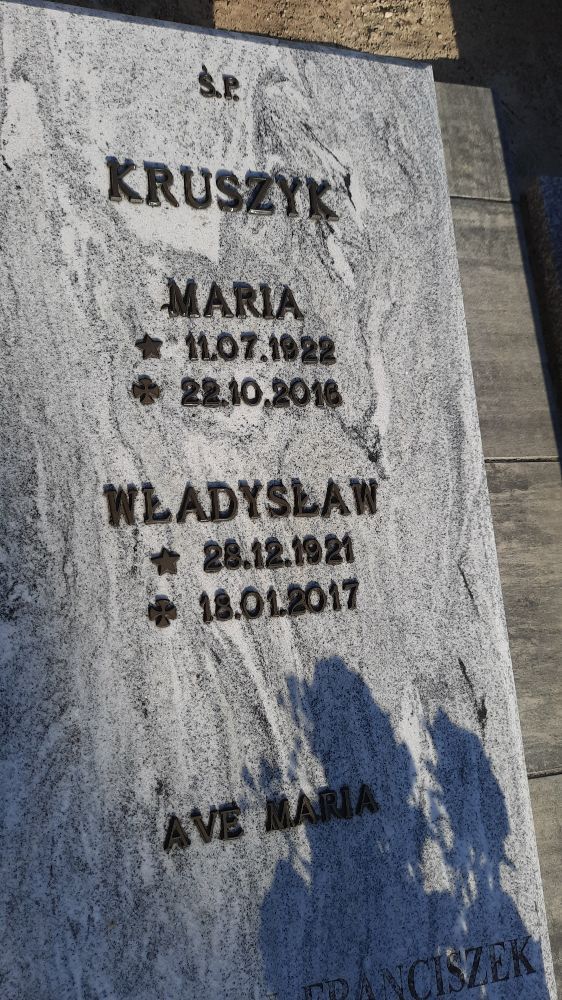 Ś.P.
KRUSZYK
MARIA
★ 11.07.1922
✠ 22.10.2016
WŁADYSŁAW
★ 28.12.1921
✠ 18.01.2017
AVE MARIA
FRANCISZEK